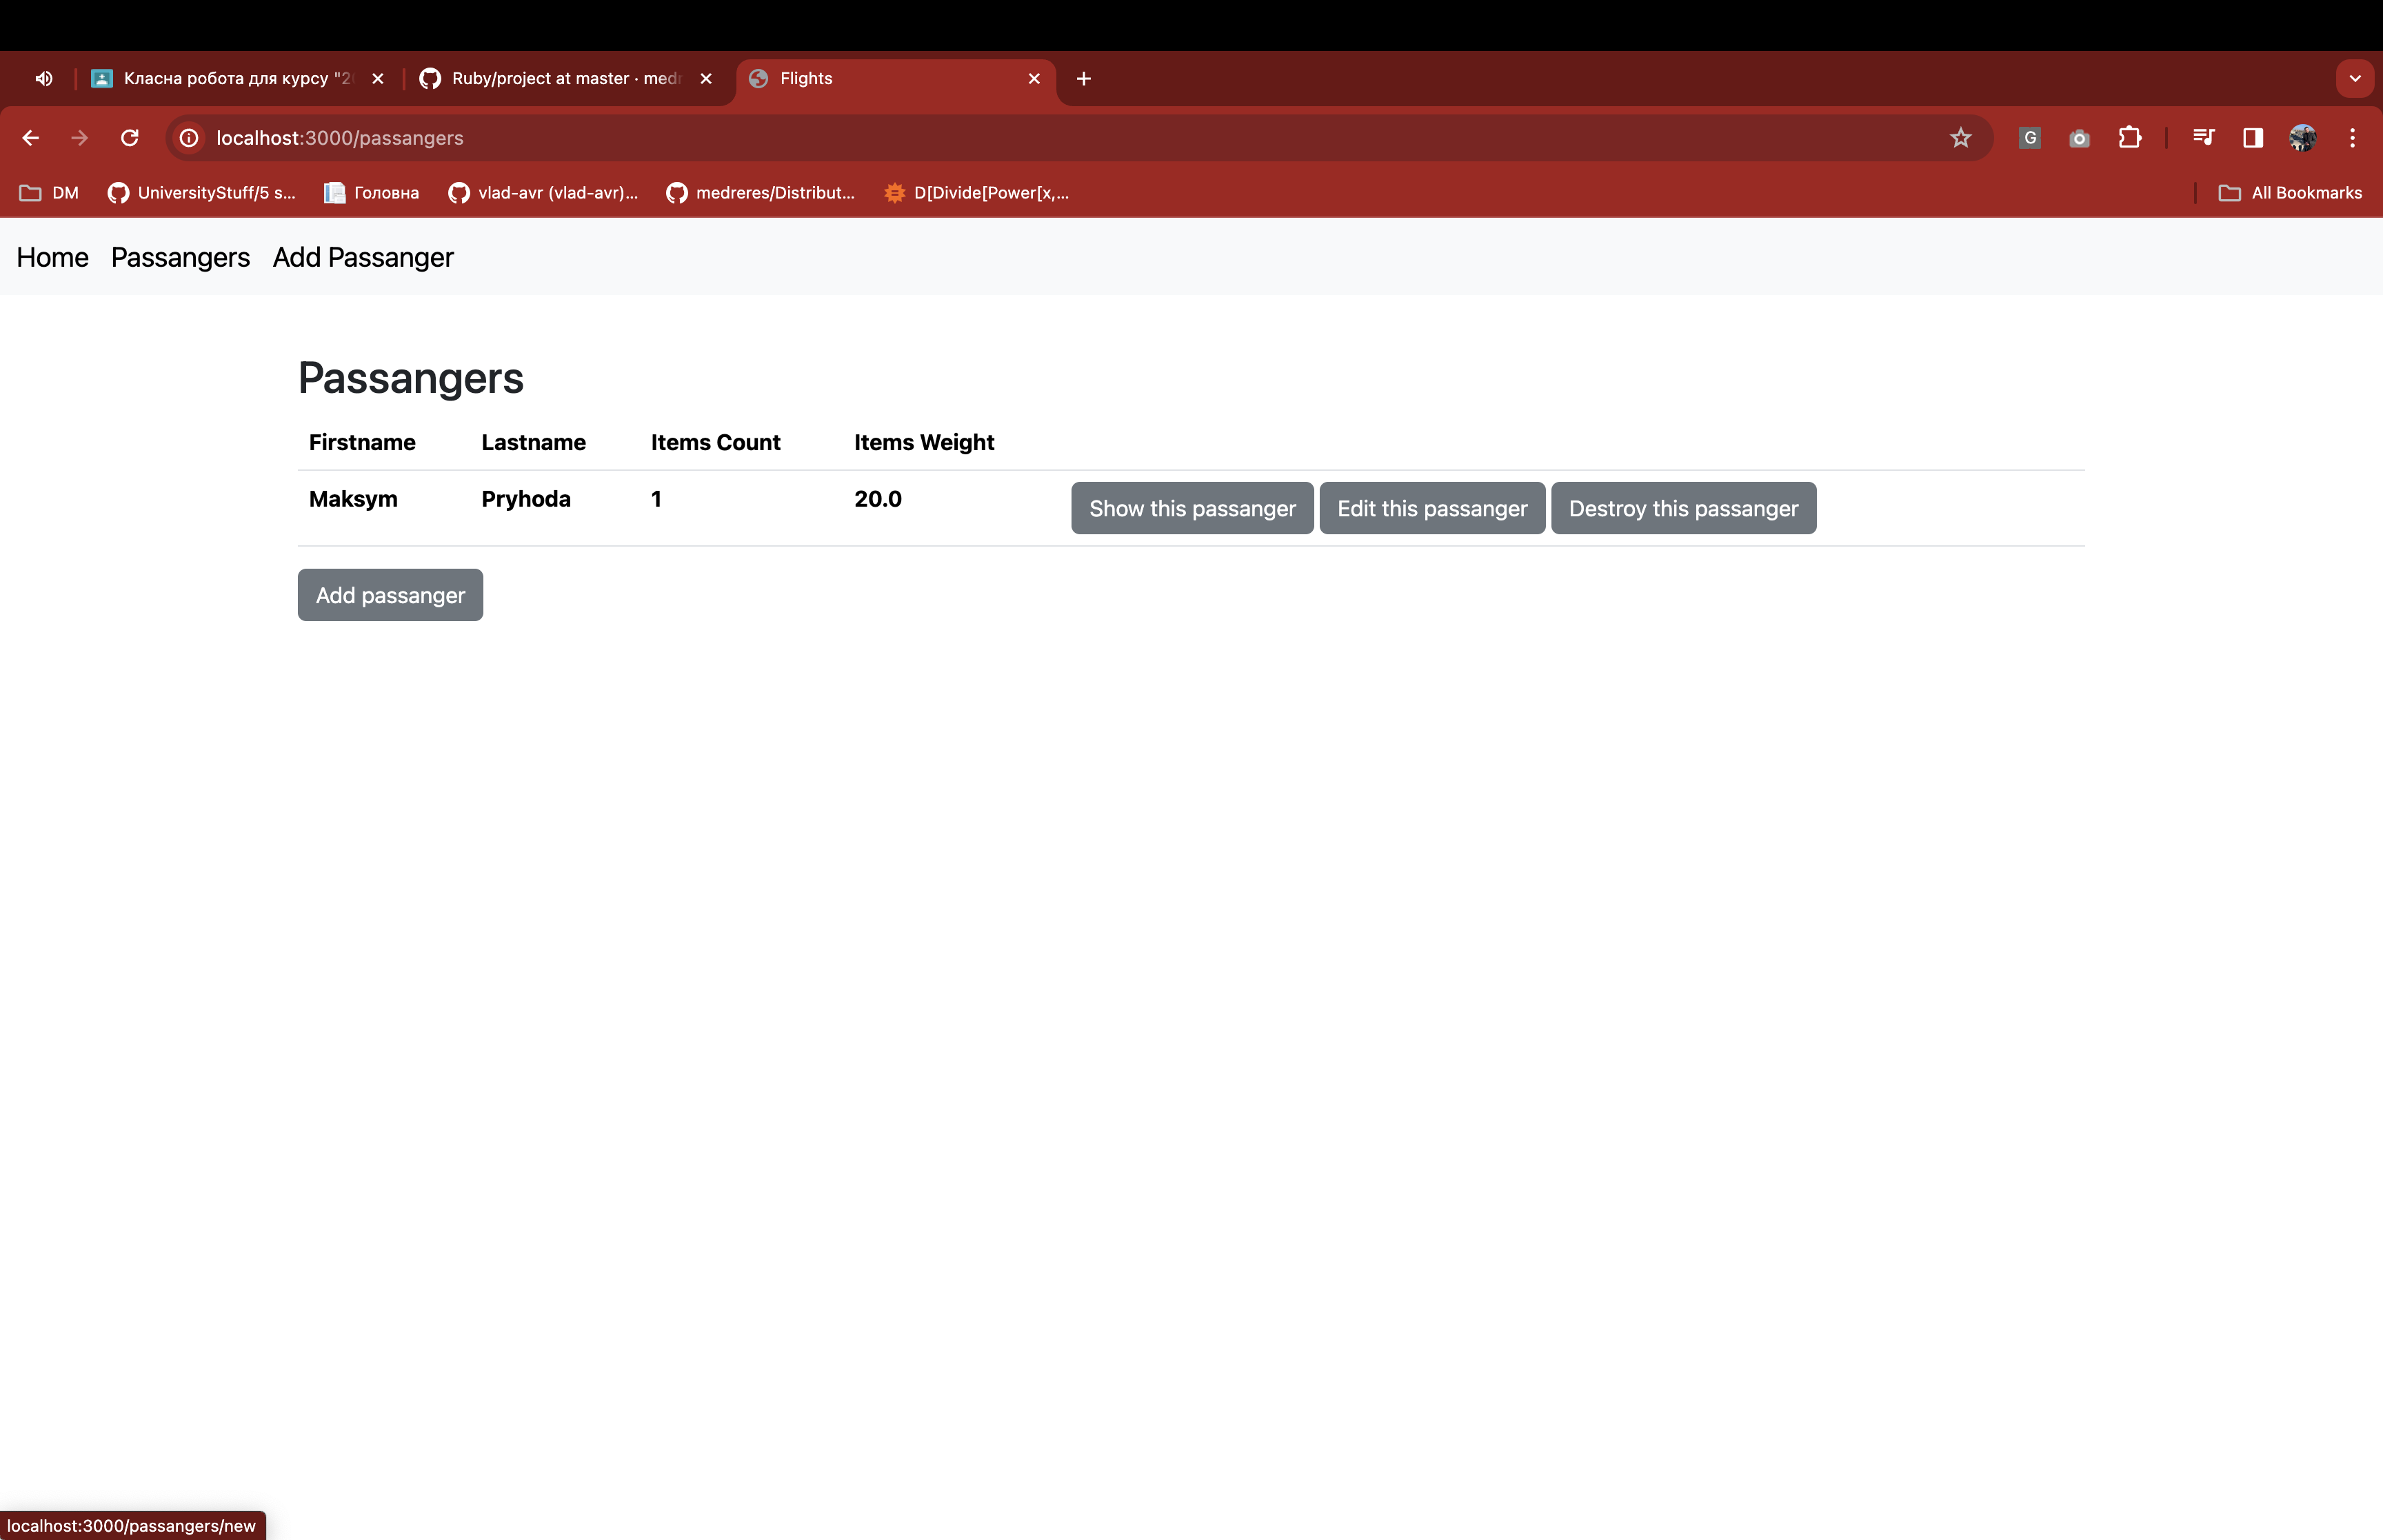 Класна робота для курсу "2
Ruby/project at master · med
Flights
localhost:3000/passangers
G
DM
UniversityStuff/5 s...
Головна
vlad-avr (vlad-avr)...
medreres/Distribut...
D[Divide[Power[x,...
All Bookmarks
Home Passangers Add Passanger
Passangers
Firstname Lastname Items Count Items Weight
Maksym Pryhoda 1 20.0 Show this passanger Edit this passanger Destroy this passanger
Add passanger
localhost:3000/passangers/new